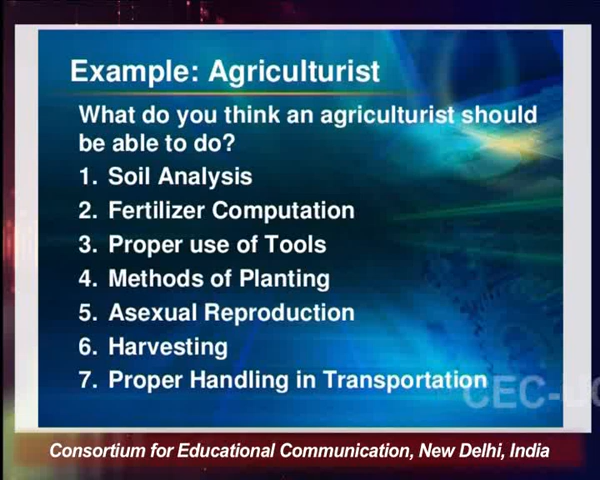 Example: Agriculturist
What do you think an agriculturist should
be able to do?
1. Soil Analysis
2. Fertilizer Computation
3. Proper use of Tools
4. Methods of Planting
5. Asexual Reproduction
6. Harvesting
7. Proper Handling in Transportation
Consortium for Educational Communication, New Delhi, India